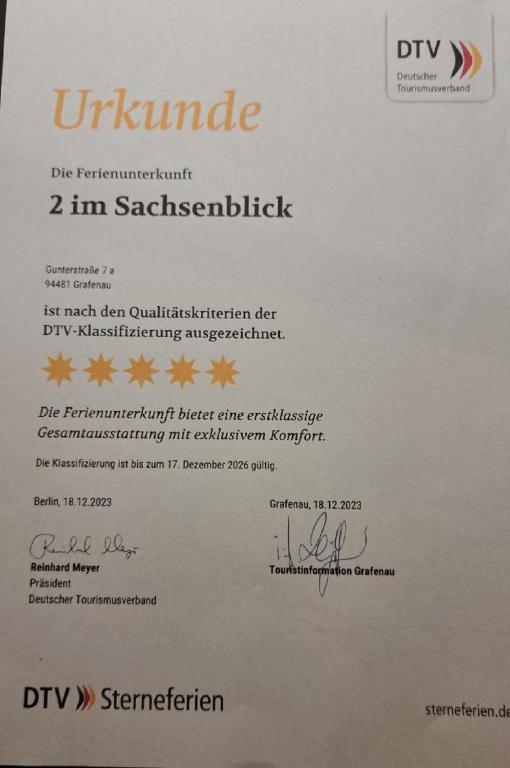 DTV
Deutscher
Tourismusverband
Urkunde
Die Ferienunterkunft
2 im Sachsenblick
Gunterstraße 7 a
94481 Grafenau
ist nach den Qualitätskriterien der
DTV-Klassifizierung ausgezeichnet.
Die Ferienunterkunft bietet eine erstklassige
Gesamtausstattung mit exklusivem Komfort.
Die Klassifizierung ist bis zum 17. Dezember 2026 gültig.
Berlin, 18.12.2023
Grafenau, 18.12.2023
Reinhard Meyer
Präsident
Deutscher Tourismusverband
Touristinformation Grafenau
DTV Sterneferien
sterneferien.de